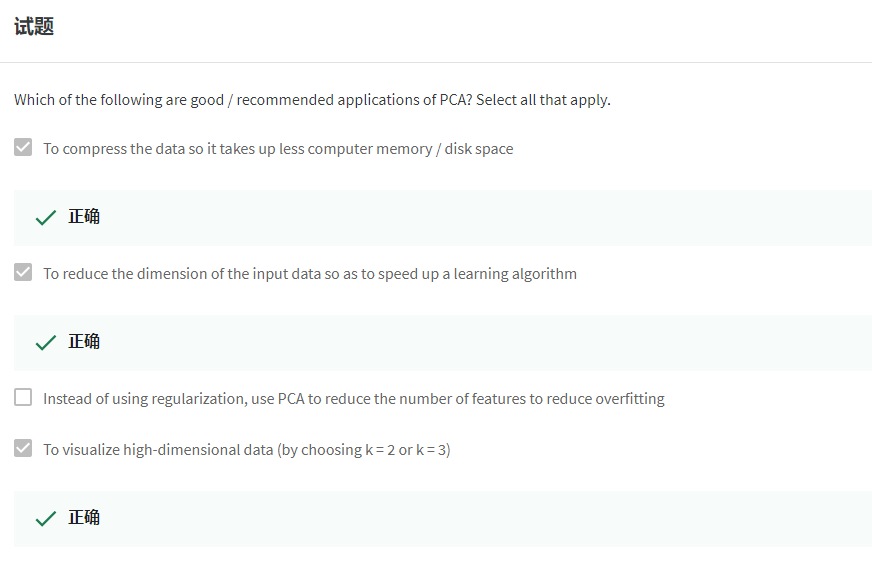 试题
Which of the following are good / recommended applications of PCA? Select all that apply.
To compress the data so it takes up less computer memory / disk space
正确
To reduce the dimension of the input data so as to speed up a learning algorithm
正确
Instead of using regularization, use PCA to reduce the number of features to reduce overfitting
To visualize high-dimensional data (by choosing k = 2 or k = 3)
正确